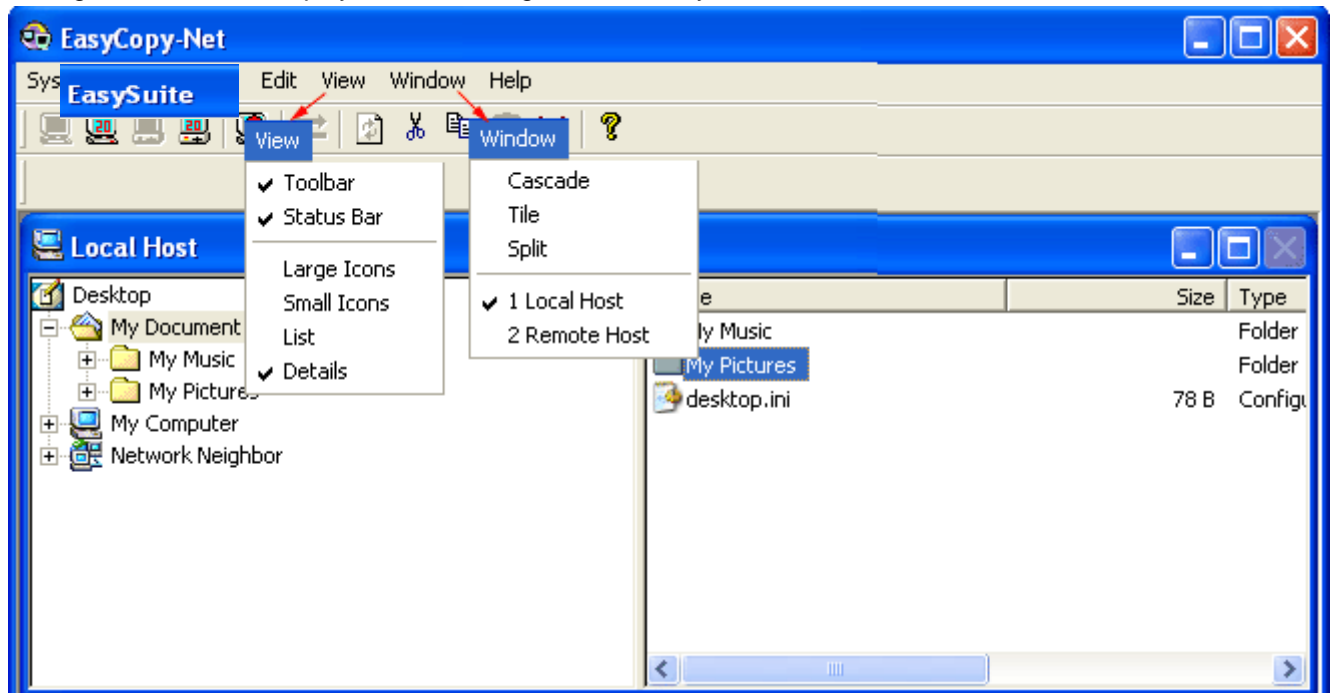 EasyCopy-Net
Sys
EasySuite
Edit View Window Help
View
Window
Toolbar
Status Bar
Large Icons
Small Icons
List
Details
Cascade
Tile
Split
1 Local Host
2 Remote Host
Local Host
Desktop
My Document
My Music
My Pictures
My Computer
Network Neighbor
e Size Type
My Music Folder
My Pictures Folder
desktop.ini 78 B Configu